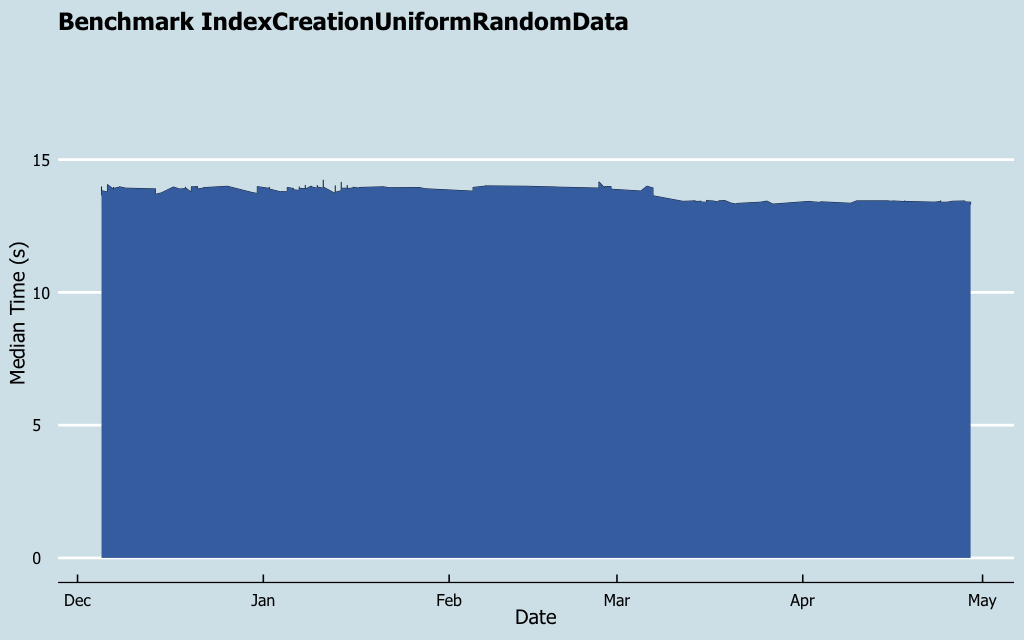 Benchmark IndexCreationUniformRandomData
Median Time (s)
15
10
5
0
Dec Jan Feb Mar Apr May
Date